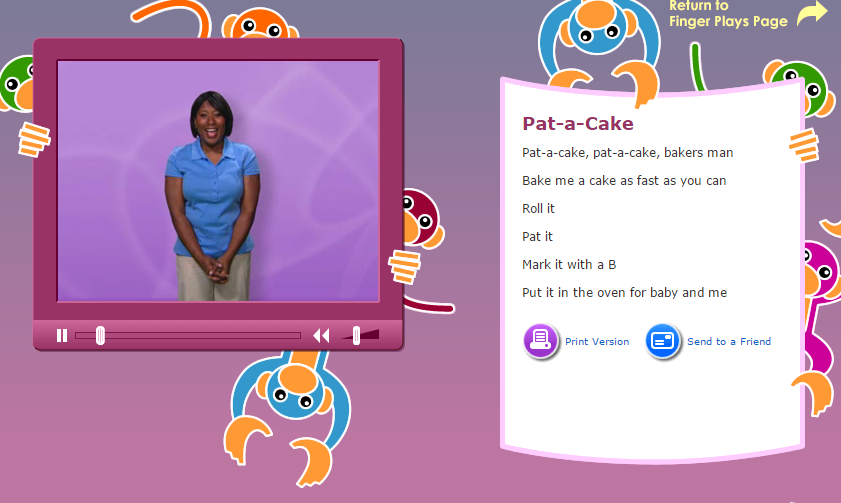 Return to
Finger Plays Page
Pat-a-Cake
Pat-a-cake, pat-a-cake, bakers man
Bake me a cake as fast as you can
Roll it
Pat it
Mark it with a B
Put it in the oven for baby and me
Print Version
Send to a Friend